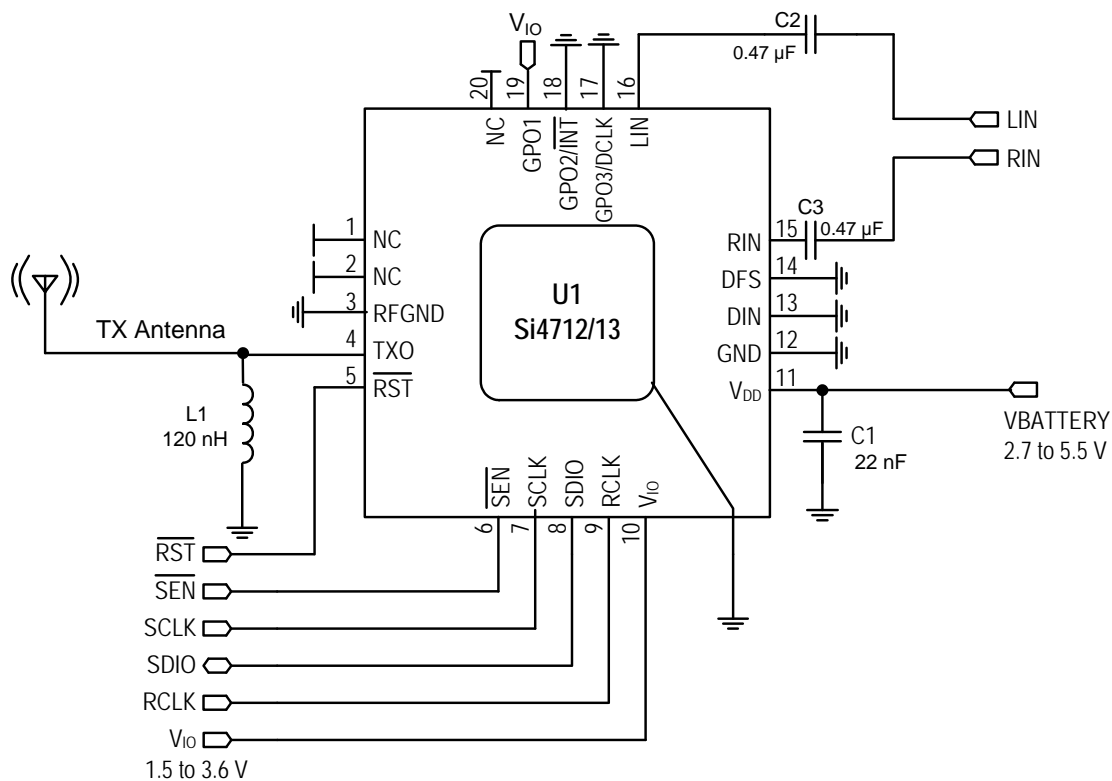 V_IO
C2
0.47 µF
20
19
18
17
16
NC
GPO1
GPO2/INT
GPO3/DCLK
LIN
LIN
RIN
C3
0.47 µF
1
NC
2
NC
3
RFGND
4
TXO
5
RST
TX Antenna
L1
120 nH
U1
Si4712/13
RIN
15
DFS
14
DIN
13
GND
12
V_DD
11
VBATTERY
2.7 to 5.5 V
C1
22 nF
SEN
SCLK
SDIO
RCLK
V_IO
6
7
8
9
10
RST
SEN
SCLK
SDIO
RCLK
V_IO
1.5 to 3.6 V